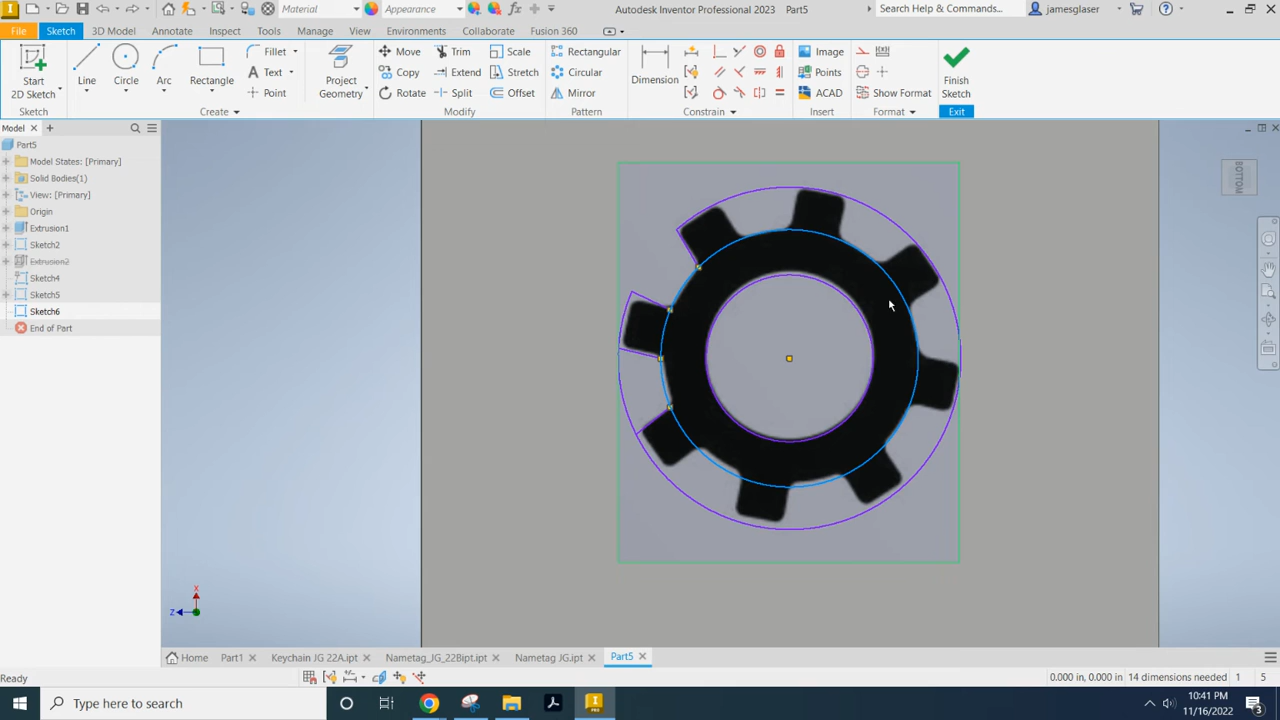 Material
Appearance
Autodesk Inventor Professional 2023 Part5
Search Help & Commands...
jamesglaser
File Sketch 3D Model Annotate Inspect Tools Manage View Environments Collaborate Fusion 360
Start 2D Sketch
Line Circle Arc Rectangle
Fillet
Text
Point
Project Geometry
Move Trim Scale
Copy Extend Stretch
Rotate Split Offset
Rectangular
Circular
Mirror
Dimension
Image
Points
ACAD
Show Format
Finish Sketch
Sketch Create Modify Pattern Constrain Insert Format Exit
Model
Part5
Model States: [Primary]
Solid Bodies(1)
View: [Primary]
Origin
Extrusion1
Sketch2
Extrusion2
Sketch4
Sketch5
Sketch6
End of Part
BOTTOM
X
Z
Home Part1 Keychain JG 22A.ipt Nametag_JG_22Bipt.ipt Nametag JG.ipt Part5
Ready
0.000 in, 0.000 in 14 dimensions needed 1 5
Type here to search
PRO
10:41 PM
11/16/2022
3